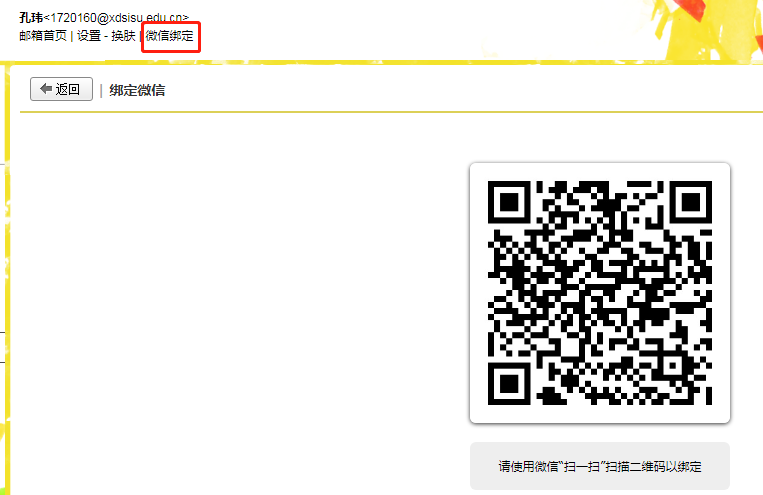 孔玮<1720160@xdsisu.edu.cn>
邮箱首页 | 设置 - 换肤 | 微信绑定
返回 | 绑定微信
请使用微信“扫一扫”扫描二维码以绑定